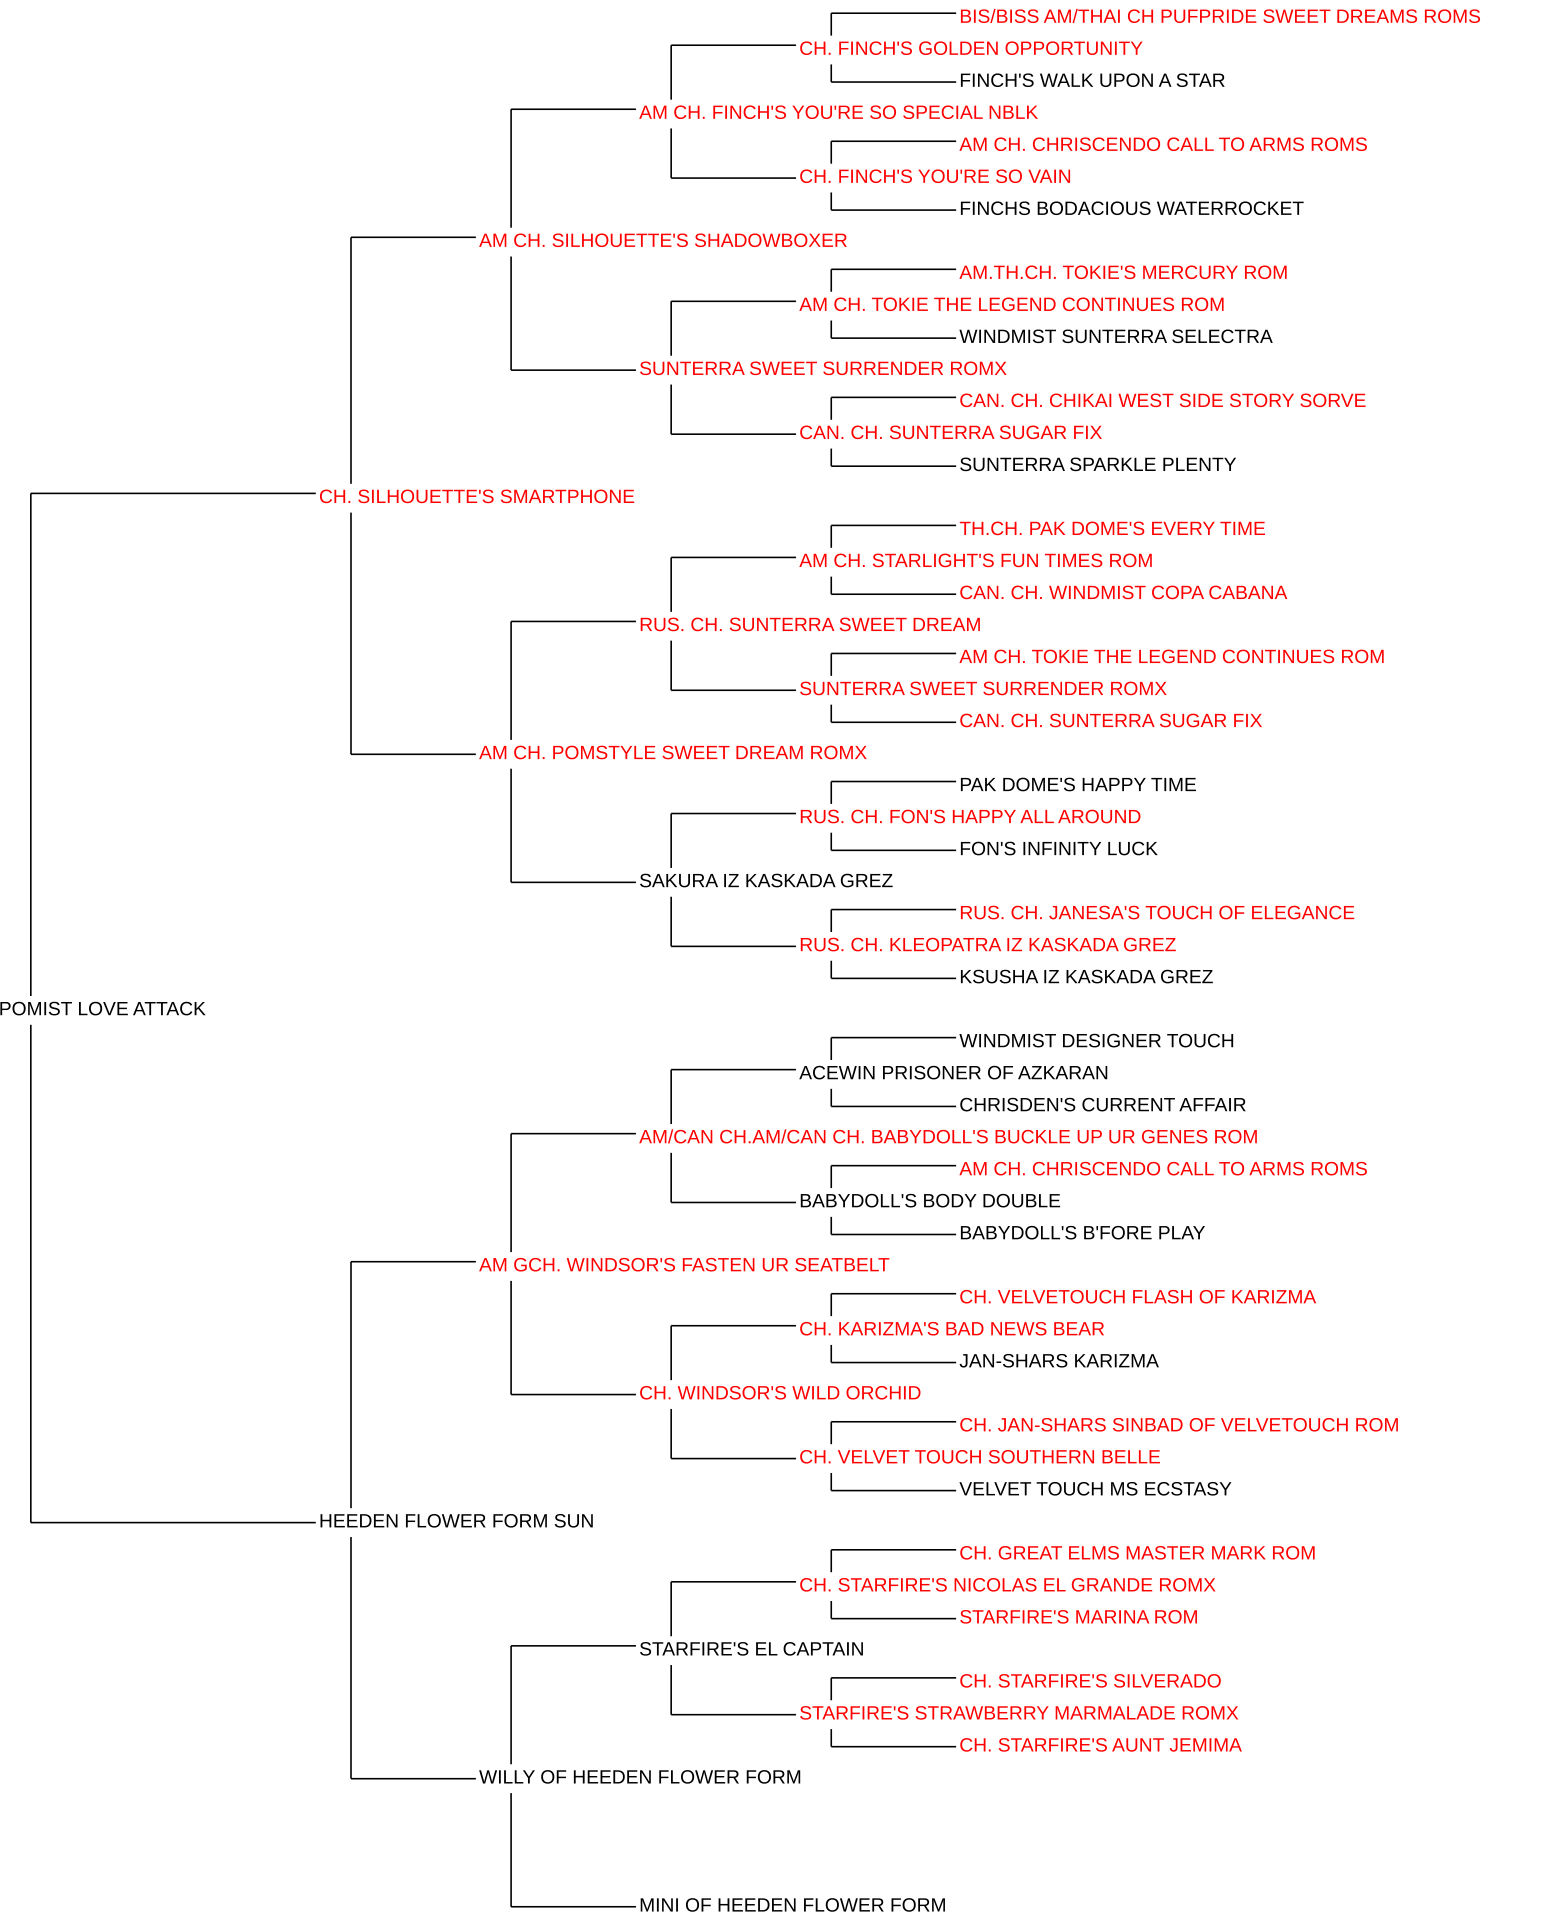 BIS/BISS AM/THAI CH PUFPRIDE SWEET DREAMS ROMS
CH. FINCH'S GOLDEN OPPORTUNITY
FINCH'S WALK UPON A STAR
AM CH. FINCH'S YOU'RE SO SPECIAL NBLK
AM CH. CHRISCENDO CALL TO ARMS ROMS
CH. FINCH'S YOU'RE SO VAIN
FINCHS BODACIOUS WATERROCKET
AM CH. SILHOUETTE'S SHADOWBOXER
AM.TH.CH. TOKIE'S MERCURY ROM
AM CH. TOKIE THE LEGEND CONTINUES ROM
WINDMIST SUNTERRA SELECTRA
SUNTERRA SWEET SURRENDER ROMX
CAN. CH. CHIKAI WEST SIDE STORY SORVE
CAN. CH. SUNTERRA SUGAR FIX
SUNTERRA SPARKLE PLENTY
CH. SILHOUETTE'S SMARTPHONE
TH.CH. PAK DOME'S EVERY TIME
AM CH. STARLIGHT'S FUN TIMES ROM
CAN. CH. WINDMIST COPA CABANA
RUS. CH. SUNTERRA SWEET DREAM
AM CH. TOKIE THE LEGEND CONTINUES ROM
SUNTERRA SWEET SURRENDER ROMX
CAN. CH. SUNTERRA SUGAR FIX
AM CH. POMSTYLE SWEET DREAM ROMX
PAK DOME'S HAPPY TIME
RUS. CH. FON'S HAPPY ALL AROUND
FON'S INFINITY LUCK
SAKURA IZ KASKADA GREZ
RUS. CH. JANESA'S TOUCH OF ELEGANCE
RUS. CH. KLEOPATRA IZ KASKADA GREZ
KSUSHA IZ KASKADA GREZ
POMIST LOVE ATTACK
WINDMIST DESIGNER TOUCH
ACEWIN PRISONER OF AZKARAN
CHRISDEN'S CURRENT AFFAIR
AM/CAN CH.AM/CAN CH. BABYDOLL'S BUCKLE UP UR GENES ROM
AM CH. CHRISCENDO CALL TO ARMS ROMS
BABYDOLL'S BODY DOUBLE
BABYDOLL'S B'FORE PLAY
AM GCH. WINDSOR'S FASTEN UR SEATBELT
CH. VELVETOUCH FLASH OF KARIZMA
CH. KARIZMA'S BAD NEWS BEAR
JAN-SHARS KARIZMA
CH. WINDSOR'S WILD ORCHID
CH. JAN-SHARS SINBAD OF VELVETOUCH ROM
CH. VELVET TOUCH SOUTHERN BELLE
VELVET TOUCH MS ECSTASY
HEEDEN FLOWER FORM SUN
CH. GREAT ELMS MASTER MARK ROM
CH. STARFIRE'S NICOLAS EL GRANDE ROMX
STARFIRE'S MARINA ROM
STARFIRE'S EL CAPTAIN
CH. STARFIRE'S SILVERADO
STARFIRE'S STRAWBERRY MARMALADE ROMX
CH. STARFIRE'S AUNT JEMIMA
WILLY OF HEEDEN FLOWER FORM
MINI OF HEEDEN FLOWER FORM